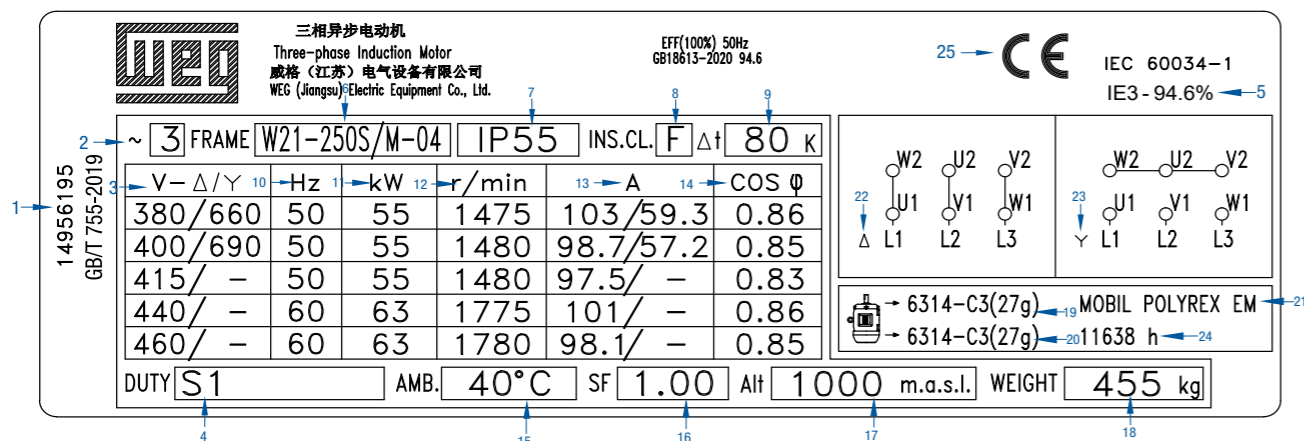 WEG
三相异步电动机
Three-phase Induction Motor
威格（江苏）电气设备有限公司
WEG (Jiangsu) Electric Equipment Co., Ltd.
EFF(100%) 50Hz
GB18613-2020 94.6
25
CE
IEC 60034-1
IE3-94.6%
5
6
7
8
9
2
~ 3 FRAME W21-250S/M-04 IP55 INS.CL. F Δt 80 K
1
14956195
GB/T 755-2019
3 V- Δ/Y 10 Hz 11 kW 12 r/min 13 A 14 COS φ
380/660 50 55 1475 103/59.3 0.86
400/690 50 55 1480 98.7/57.2 0.85
415/ - 50 55 1480 97.5/ - 0.83
440/ - 60 63 1775 101/ - 0.86
460/ - 60 63 1780 98.1/ - 0.85
W2 U2 V2
U1 V1 W1
22
Δ L1 L2 L3
W2 U2 V2
U1 V1 W1
23
Y L1 L2 L3
6314-C3(27g) 19 MOBIL POLYREX EM 21
6314-C3(27g) 20 11638 h 24
DUTY S1 AMB. 40°C SF 1.00 Alt 1000 m.a.s.l. WEIGHT 455 kg
4
15
16
17
18